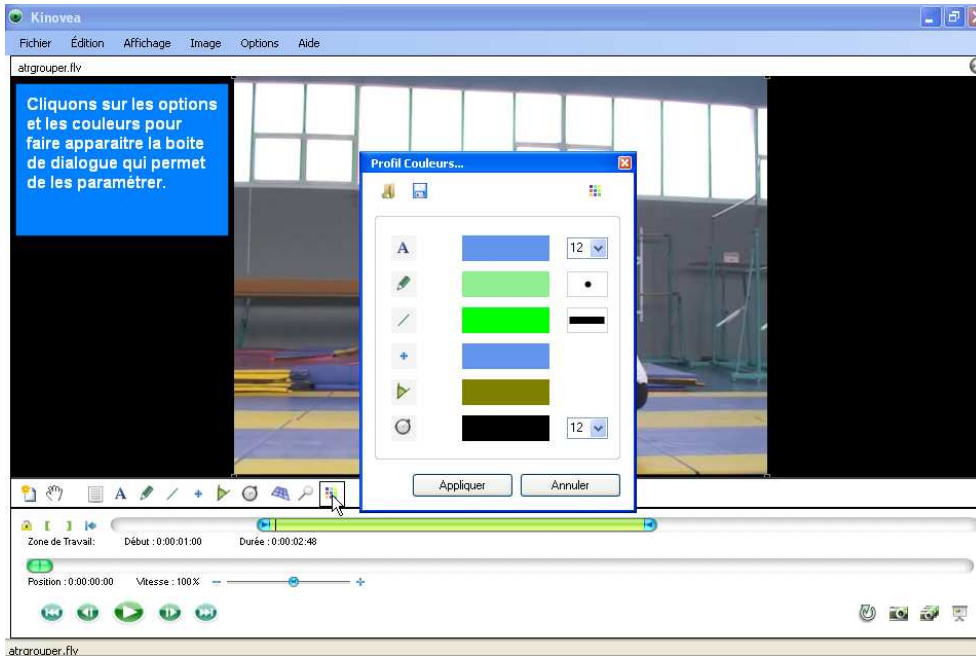 Kinovea
Fichier Édition Affichage Image Options Aide
atrgrouper.flv
Cliquons sur les options
et les couleurs pour
faire apparaitre la boite
de dialogue qui permet
de les paramétrer.
Profil Couleurs...
A 12
12
Appliquer Annuler
A
Zone de Travail: Début : 0:00:01:00 Durée : 0:00:02:48
Position : 0:00:00:00 Vitesse : 100%
atrgrouper.flv